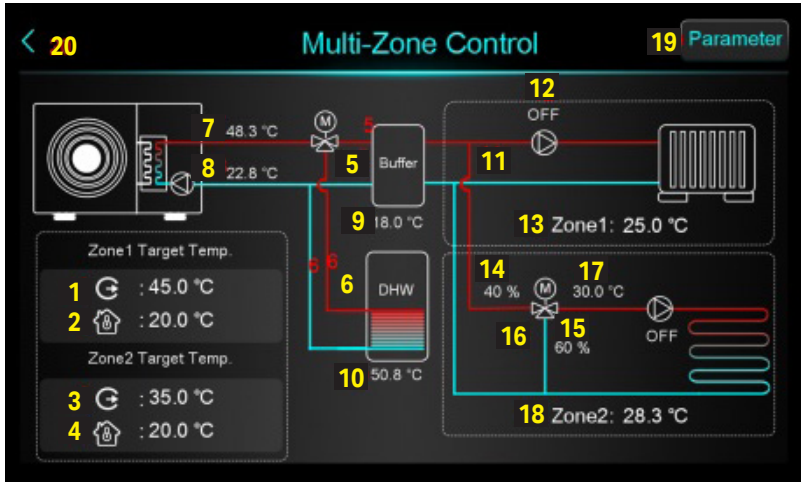 20 Multi-Zone Control 19 Parameter
12
OFF
7 48.3 °C M 5
5 Buffer 11
8 22.8 °C
9 18.0 °C 13 Zone1: 25.0 °C
Zone1 Target Temp.
1 : 45.0 °C
2 : 20.0 °C
6 6
6 DHW
14 17
40 % M 30.0 °C
16 15 OFF
60 %
Zone2 Target Temp.
10 50.8 °C
3 : 35.0 °C
4 : 20.0 °C
18 Zone2: 28.3 °C